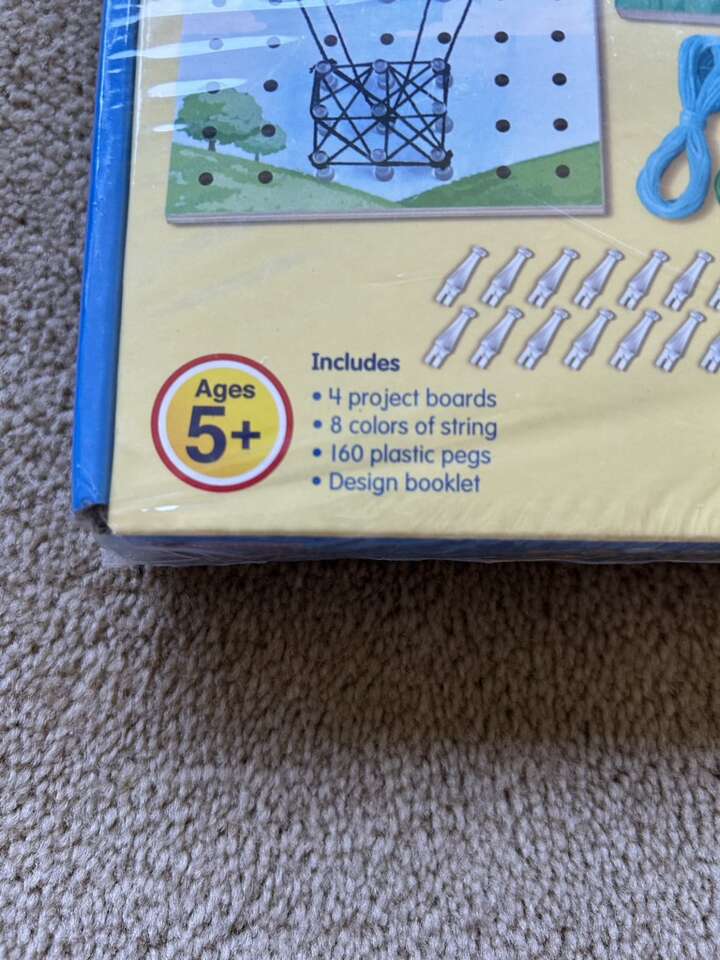 Ages
5+
Includes
• 4 project boards
• 8 colors of string
• 160 plastic pegs
• Design booklet